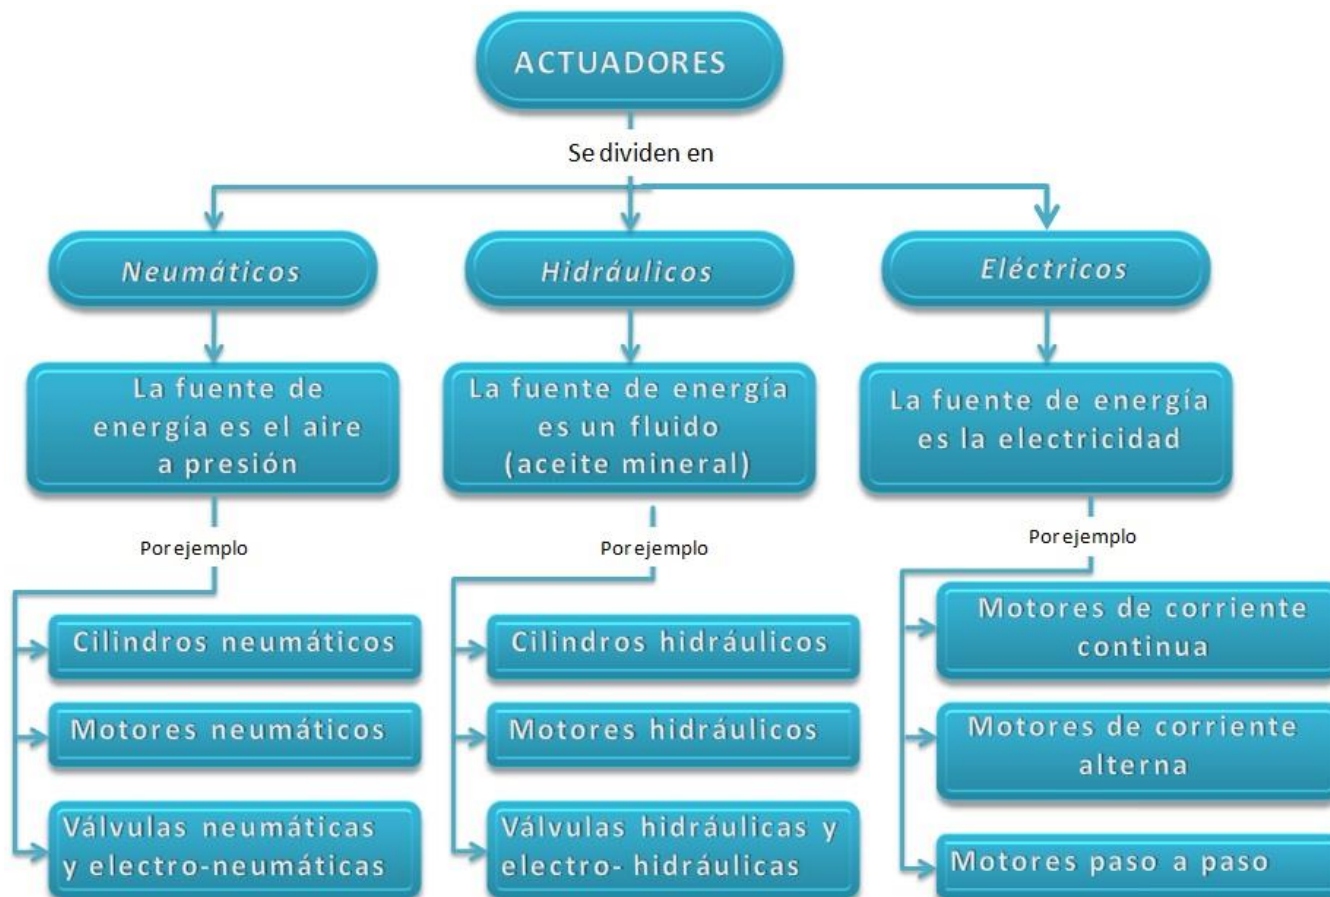 ACTUADORES
Se dividen en
Neumáticos
Hidráulicos
Eléctricos
La fuente de
energía es el aire
a presión
La fuente de energía
es un fluido
(aceite mineral)
La fuente de energía
es la electricidad
Por ejemplo
Por ejemplo
Por ejemplo
Cilindros neumáticos
Motores neumáticos
Válvulas neumáticas
y electro-neumáticas
Cilindros hidráulicos
Motores hidráulicos
Válvulas hidráulicas y
electro- hidráulicas
Motores de corriente
continua
Motores de corriente
alterna
Motores paso a paso